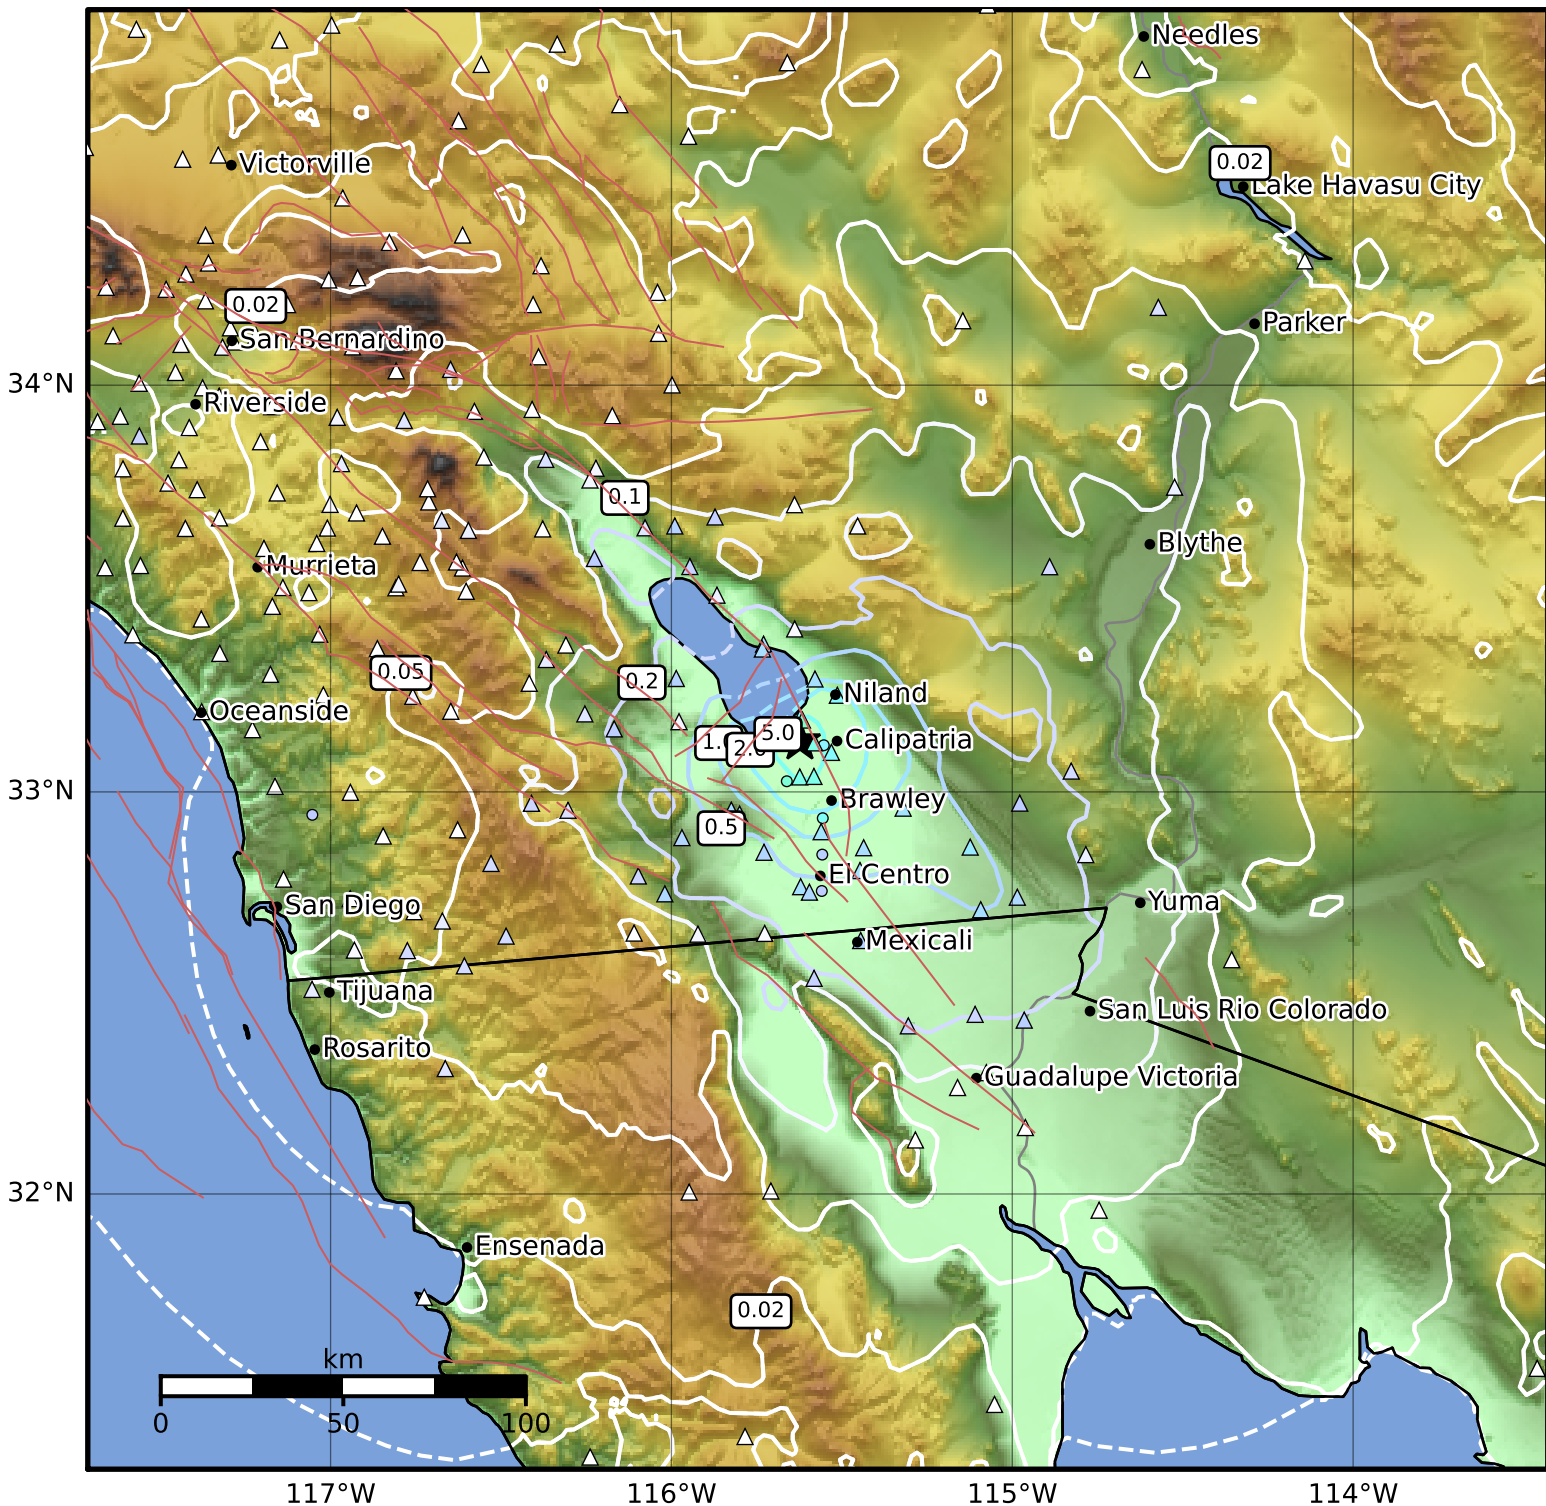 Needles
Victorville
0.02
Lake Havasu City
0.02
San Bernardino
Parker
34°N
Riverside
0.1
Blythe
Murrieta
0.05
0.2
Niland
Oceanside
5.0
Calipatria
33°N
Brawley
0.5
El Centro
San Diego
Yuma
Mexicali
Tijuana
San Luis Rio Colorado
Rosarito
Guadalupe Victoria
32°N
Ensenada
0.02
km
0 50 100
117°W 116°W 115°W 114°W